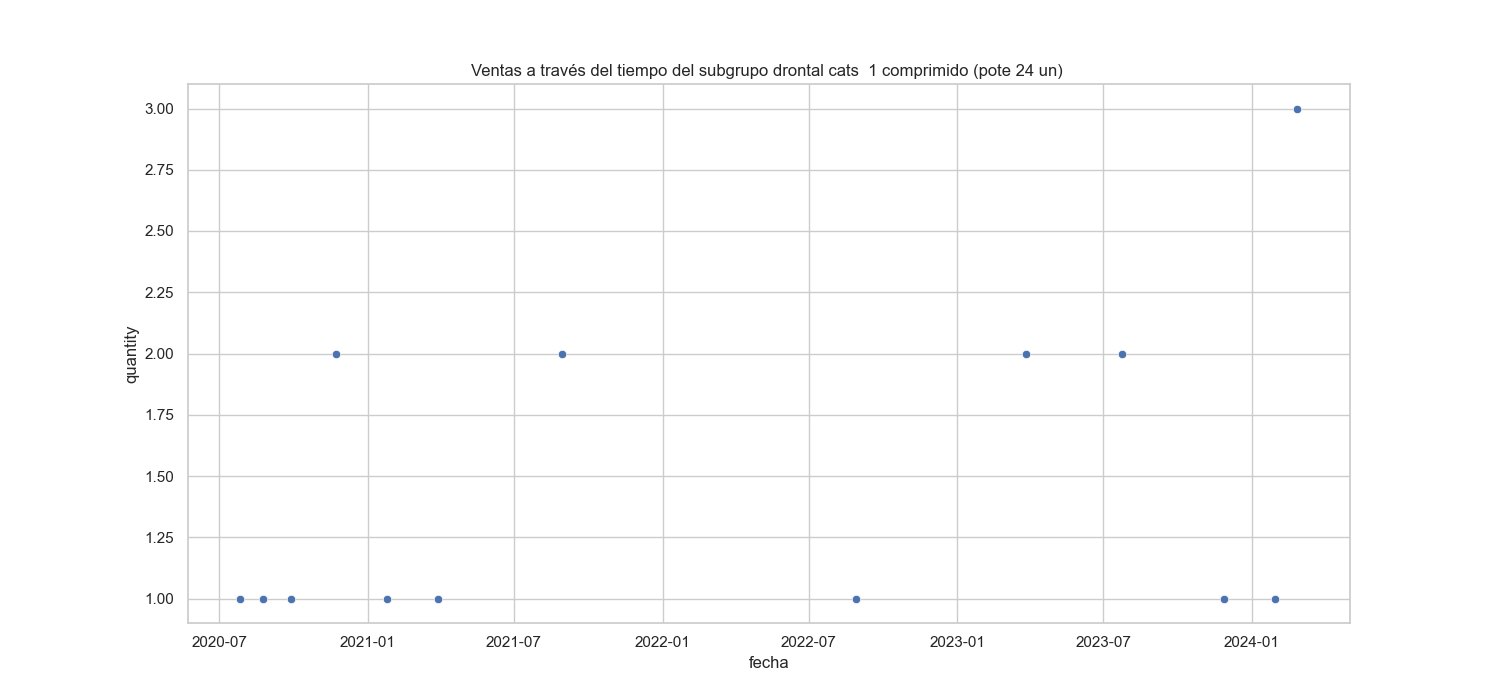 Ventas a través del tiempo del subgrupo drontal cats  1 comprimido (pote 24 un)
3.00
2.75
2.50
2.25
2.00
1.75
1.50
1.25
1.00
quantity
2020-07 2021-01 2021-07 2022-01 2022-07 2023-01 2023-07 2024-01
fecha